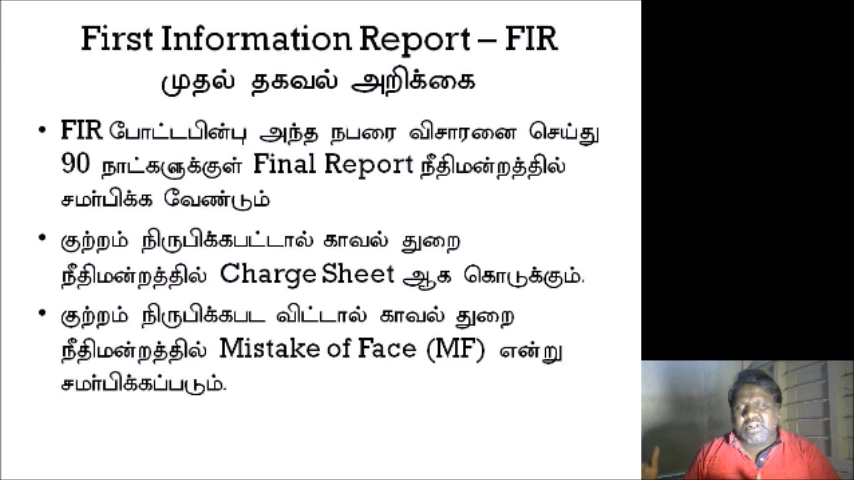 First Information Report – FIR
முதல் தகவல் அறிக்கை
• FIR போட்டபின்பு அந்த நபரை விசாரனை செய்து
90 நாட்களுக்குள் Final Report நீதிமன்றத்தில்
சமர்பிக்க வேண்டும்
• குற்றம் நிருபிக்கபட்டால் காவல் துறை
நீதிமன்றத்தில் Charge Sheet ஆக கொடுக்கும்.
• குற்றம் நிருபிக்கபட விட்டால் காவல் துறை
நீதிமன்றத்தில் Mistake of Face (MF) என்று
சமர்பிக்கப்படும்.